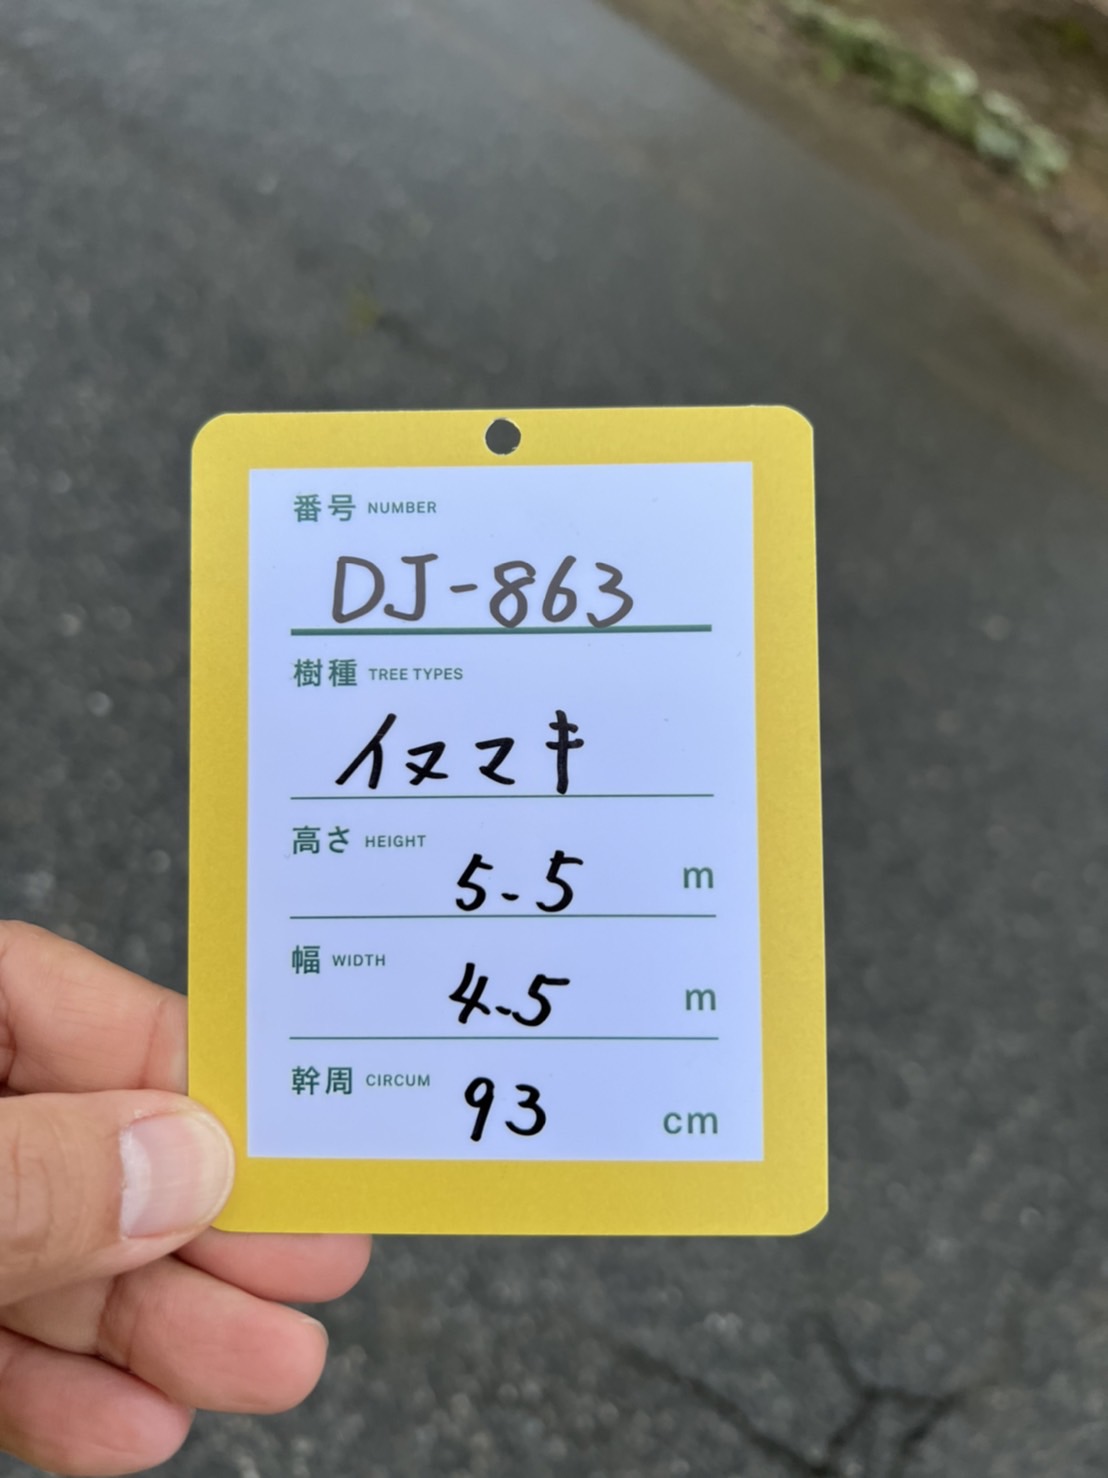 番号 NUMBER
DJ-863
樹種 TREE TYPES
イヌマキ
高さ HEIGHT 5.5 m
幅 WIDTH 4.5 m
幹周 CIRCUM 93 cm